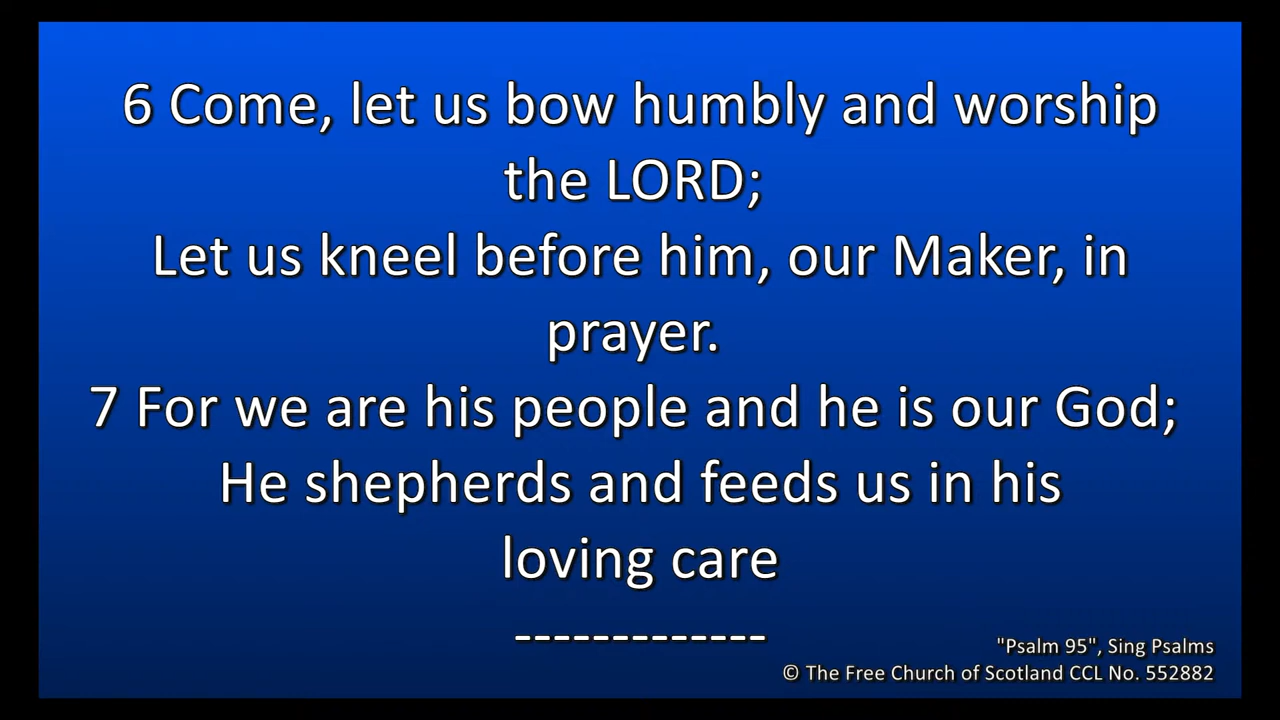 6 Come, let us bow humbly and worship
the LORD;
Let us kneel before him, our Maker, in
prayer.
7 For we are his people and he is our God;
He shepherds and feeds us in his
loving care
-------------
"Psalm 95", Sing Psalms
© The Free Church of Scotland CCL No. 552882